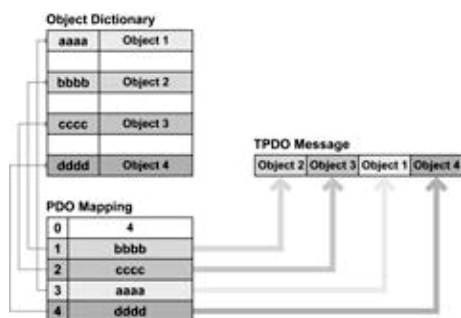 Object Dictionary
aaaa Object 1
bbbb Object 2
cccc Object 3
dddd Object 4
TPDO Message
Object 2 Object 3 Object 1 Object 4
PDO Mapping
0 4
1 bbbb
2 cccc
3 aaaa
4 dddd